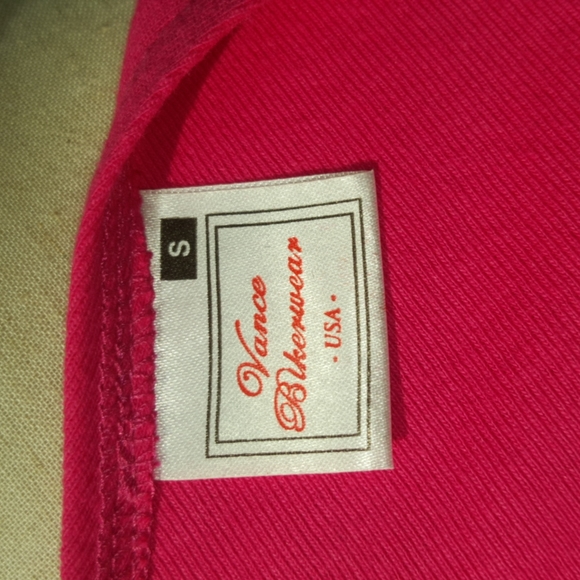 Vance
Bikerwear
- USA -
S